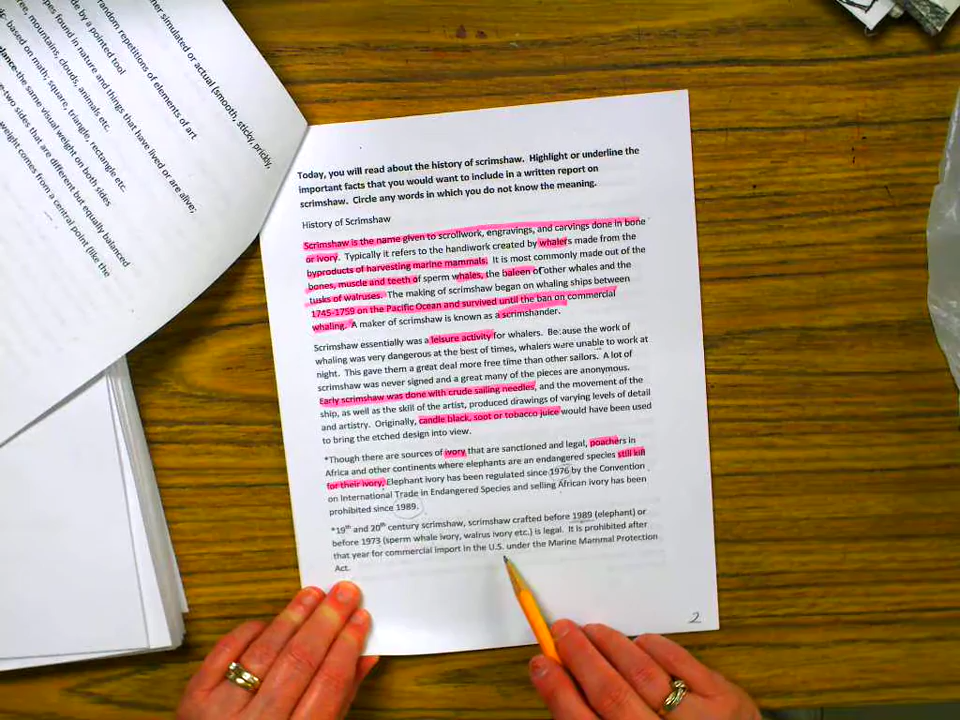 her simulated or actual (smooth, sticky, prickly,
random repetitions of elements of art
de by a pointed tool
pes found in nature and things that have lived or are alive;
ree, mountains, clouds, animals etc.
ic- based on math; square, triangle, rectangle etc.
lance-the same visual weight on both sides
e-two sides that are different but equally balanced
weight comes from a central point (like the
Today, you will read about the history of scrimshaw. Highlight or underline the
important facts that you would want to include in a written report on
scrimshaw. Circle any words in which you do not know the meaning.
History of Scrimshaw
Scrimshaw is the name given to scrollwork, engravings, and carvings done in bone
or ivory. Typically it refers to the handiwork created by whalers made from the
byproducts of harvesting marine mammals. It is most commonly made out of the
bones, muscle and teeth of sperm whales, the baleen of other whales and the
tusks of walruses. The making of scrimshaw began on whaling ships between
1745-1759 on the Pacific Ocean and survived until the ban on commercial
whaling. A maker of scrimshaw is known as a scrimshander.
Scrimshaw essentially was a leisure activity for whalers. Because the work of
whaling was very dangerous at the best of times, whalers were unable to work at
night. This gave them a great deal more free time than other sailors. A lot of
scrimshaw was never signed and a great many of the pieces are anonymous.
Early scrimshaw was done with crude sailing needles, and the movement of the
ship, as well as the skill of the artist, produced drawings of varying levels of detail
and artistry. Originally, candle black, soot or tobacco juice would have been used
to bring the etched design into view.
*Though there are sources of ivory that are sanctioned and legal, poachers in
Africa and other continents where elephants are an endangered species still kill
for their ivory. Elephant ivory has been regulated since 1976 by the Convention
on International Trade in Endangered Species and selling African ivory has been
prohibited since 1989.
*19th and 20th century scrimshaw, scrimshaw crafted before 1989 (elephant) or
before 1973 (sperm whale ivory, walrus ivory etc.) is legal. It is prohibited after
that year for commercial import in the U.S. under the Marine Mammal Protection
Act.
2